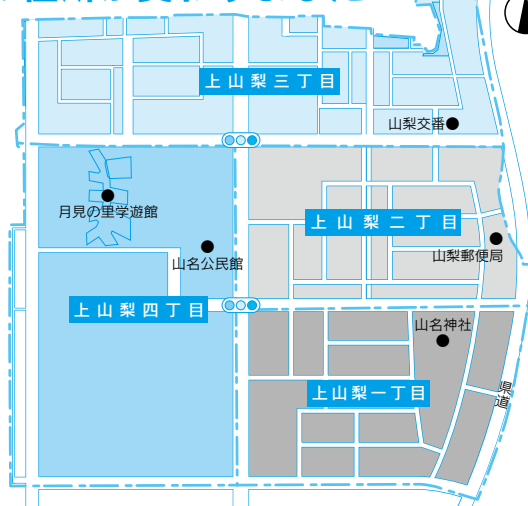 上山梨三丁目
山梨交番
月見の里学遊館
上山梨二丁目
山名公民館
山梨郵便局
上山梨四丁目
山名神社
上山梨一丁目
県道